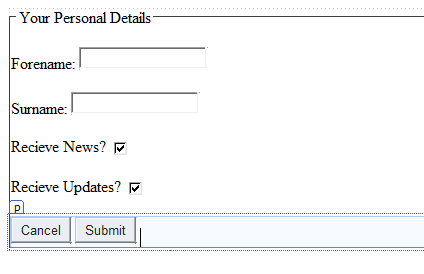 Your Personal Details
Forename:
Surname:
Recieve News?
Recieve Updates?
p
Cancel Submit